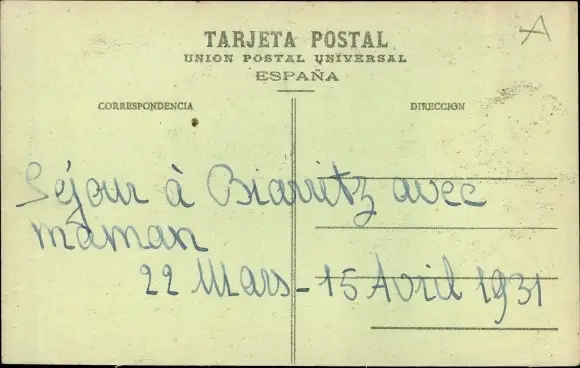 A
TARJETA POSTAL
UNION POSTAL UNIVERSAL
ESPAÑA
CORRESPONDENCIA
DIRECCION
Séjour à Biarritz avec
maman
22 Mars - 15 Avril 1931